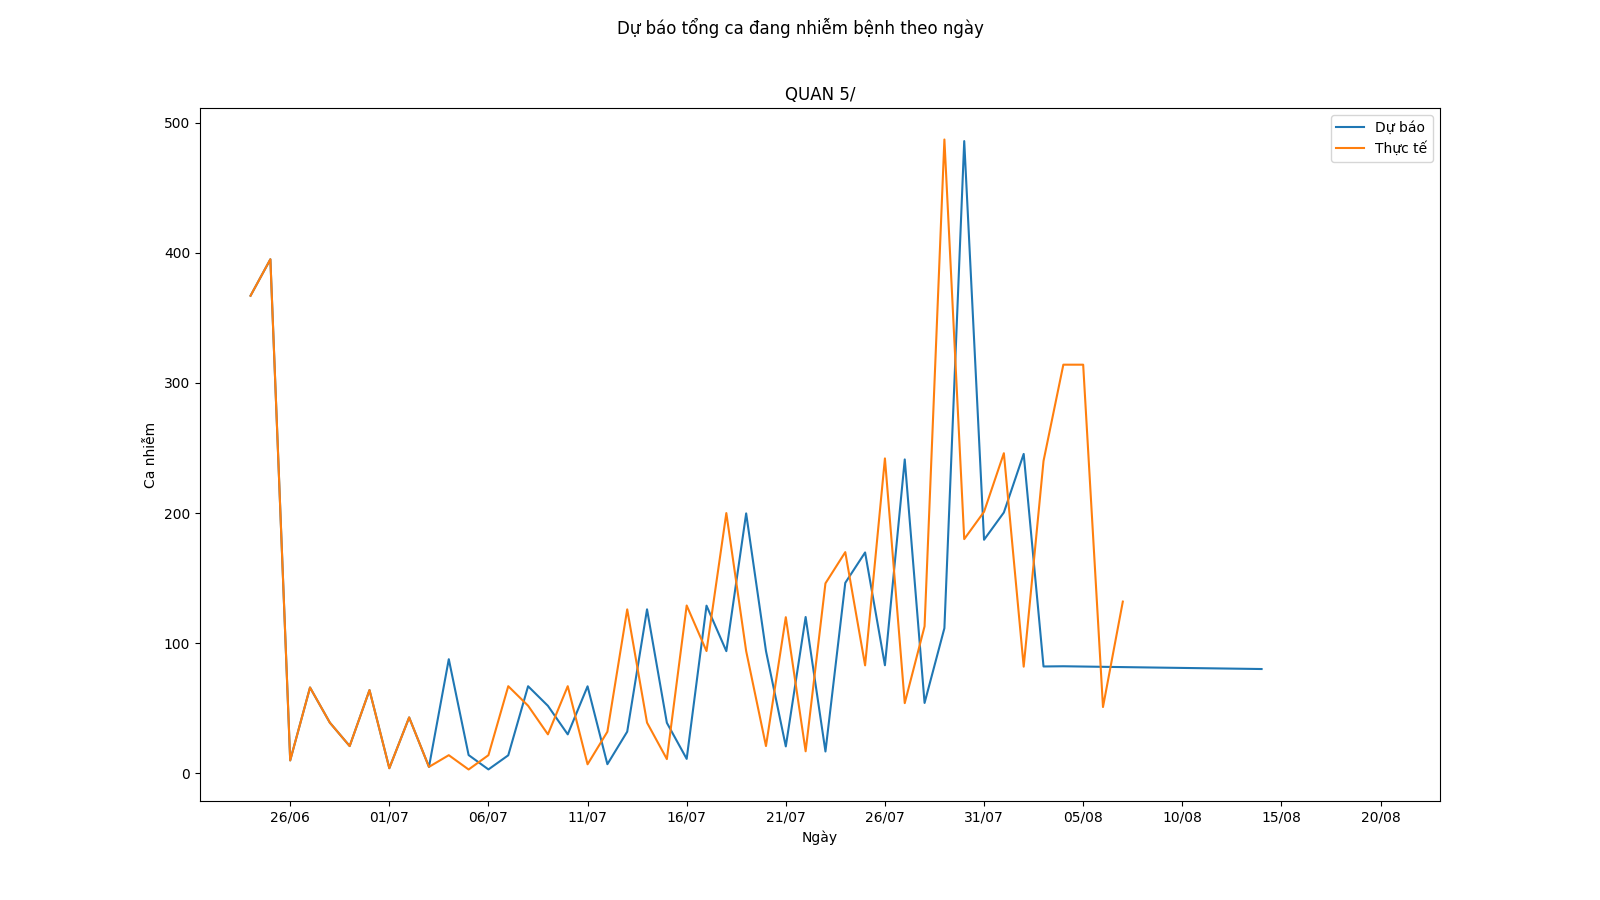 Dự báo tổng ca đang nhiễm bệnh theo ngày
QUAN 5/
500
400
300
200
100
0
Ca nhiễm
Dự báo
Thực tế
26/06 01/07 06/07 11/07 16/07 21/07 26/07 31/07 05/08 10/08 15/08 20/08
Ngày